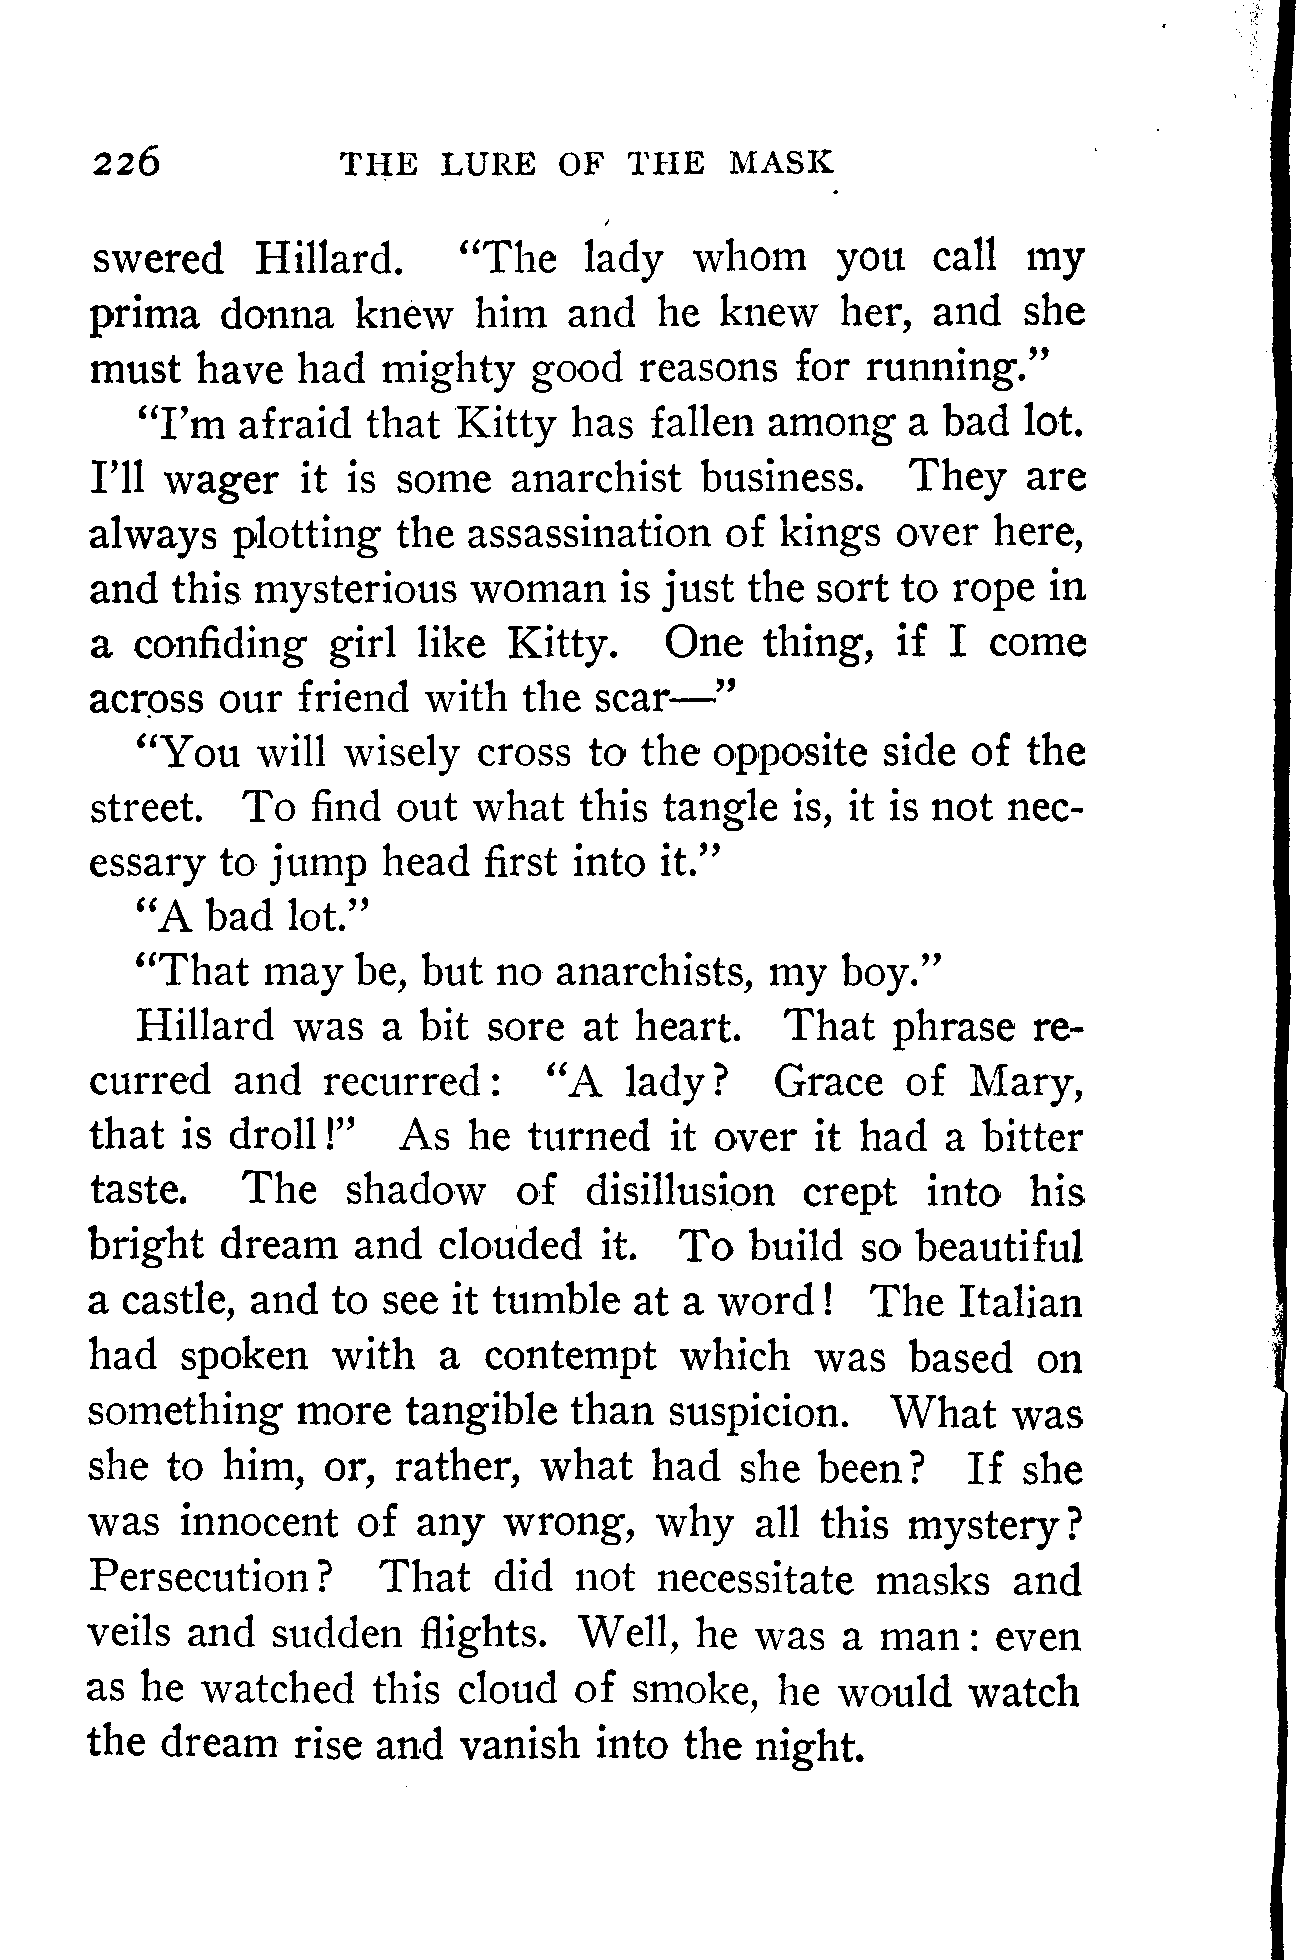 226 THE LURE OF THE MASK
swered Hillard. "The lady whom you call my
prima donna knew him and he knew her, and she
must have had mighty good reasons for running."
"I'm afraid that Kitty has fallen among a bad lot.
I'll wager it is some anarchist business. They are
always plotting the assassination of kings over here,
and this mysterious woman is just the sort to rope in
a confiding girl like Kitty. One thing, if I come
across our friend with the scar—"
"You will wisely cross to the opposite side of the
street. To find out what this tangle is, it is not nec-
essary to jump head first into it."
"A bad lot."
"That may be, but no anarchists, my boy."
Hillard was a bit sore at heart. That phrase re-
curred and recurred: "A lady? Grace of Mary,
that is droll!" As he turned it over it had a bitter
taste. The shadow of disillusion crept into his
bright dream and clouded it. To build so beautiful
a castle, and to see it tumble at a word! The Italian
had spoken with a contempt which was based on
something more tangible than suspicion. What was
she to him, or, rather, what had she been? If she
was innocent of any wrong, why all this mystery?
Persecution? That did not necessitate masks and
veils and sudden flights. Well, he was a man: even
as he watched this cloud of smoke, he would watch
the dream rise and vanish into the night.